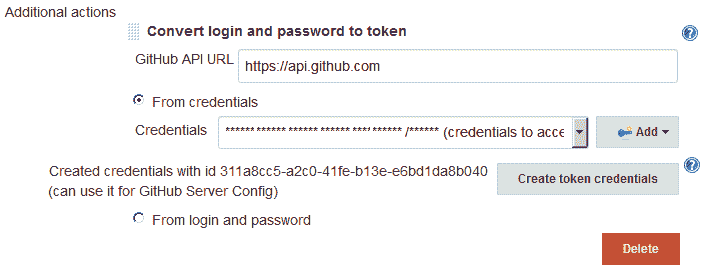 Additional actions
Convert login and password to token
GitHub API URL https://api.github.com
From credentials
Credentials ************ ****** ****** ************** /****** (credentials to acce Add
Created credentials with id 311a8cc5-a2c0-41fe-b13e-e6bd1da8b040
(can use it for GitHub Server Config)
Create token credentials
From login and password
Delete